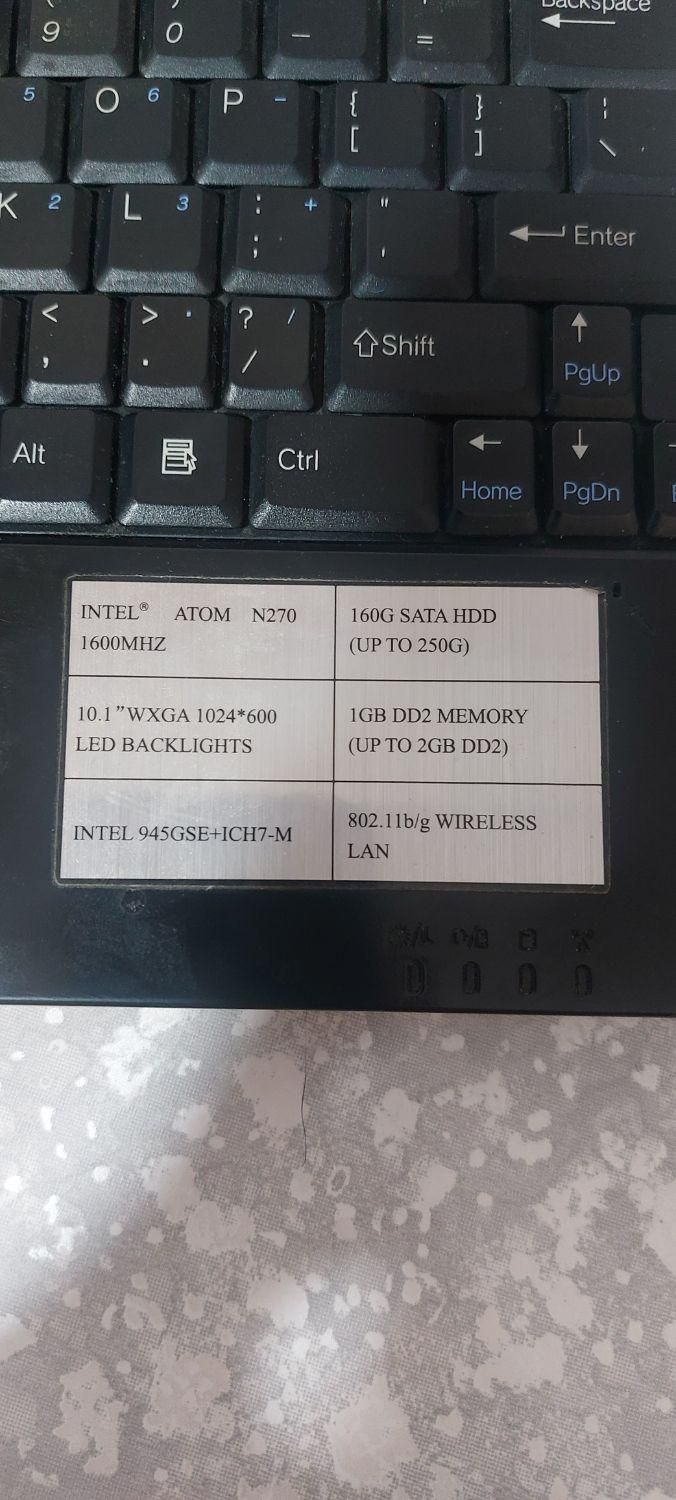 ( ) + Backspace
9 0 _ =
5 O 6 P - { } ¦
[ ] \
K 2 L 3 : + "
; ' Enter
< > . ? /
, . / Shift
PgUp
Alt Ctrl
Home PgDn
INTEL® ATOM N270
1600MHZ
160G SATA HDD
(UP TO 250G)
10.1”WXGA 1024*600
LED BACKLIGHTS
1GB DD2 MEMORY
(UP TO 2GB DD2)
INTEL 945GSE+ICH7-M
802.11b/g WIRELESS
LAN